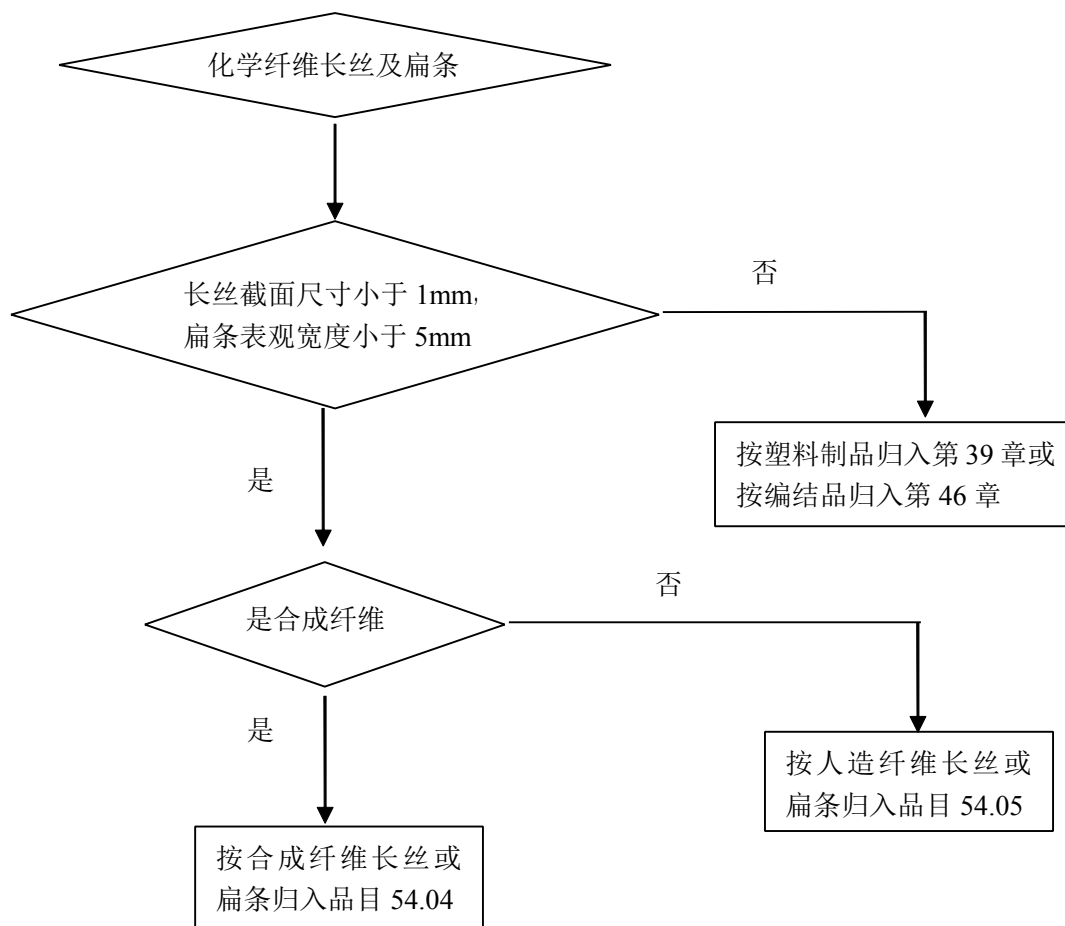 化学纤维长丝及扁条
长丝截面尺寸小于 1mm，
扁条表观宽度小于 5mm
否
按塑料制品归入第 39 章或
按编结品归入第 46 章
是
是合成纤维
否
是
按人造纤维长丝或
扁条归入品目 54.05
按合成纤维长丝或
扁条归入品目 54.04